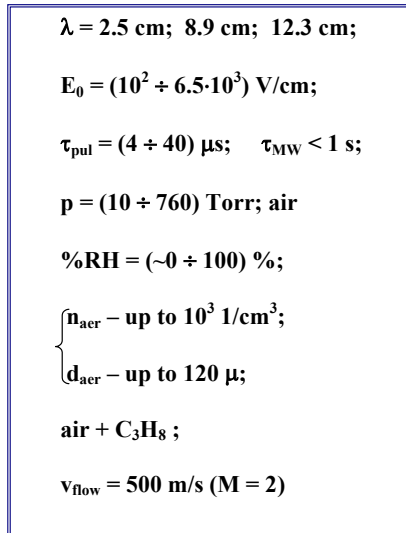 λ = 2.5 cm; 8.9 cm; 12.3 cm;
E₀ = (10² ÷ 6.5·10³) V/cm;
τpul = (4 ÷ 40) μs; τMW < 1 s;
p = (10 ÷ 760) Torr; air
%RH = (~0 ÷ 100) %;
naer – up to 10³ 1/cm³;
daer – up to 120 μ;
air + C₃H₈ ;
vflow = 500 m/s (M = 2)